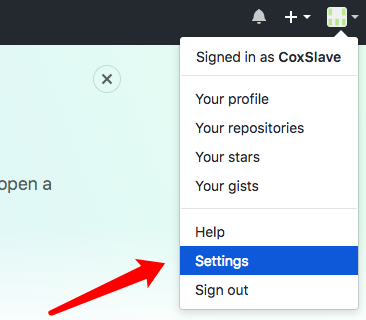 Signed in as CoxSlave
Your profile
open a
Your repositories
Your stars
Your gists
Help
Settings
Sign out